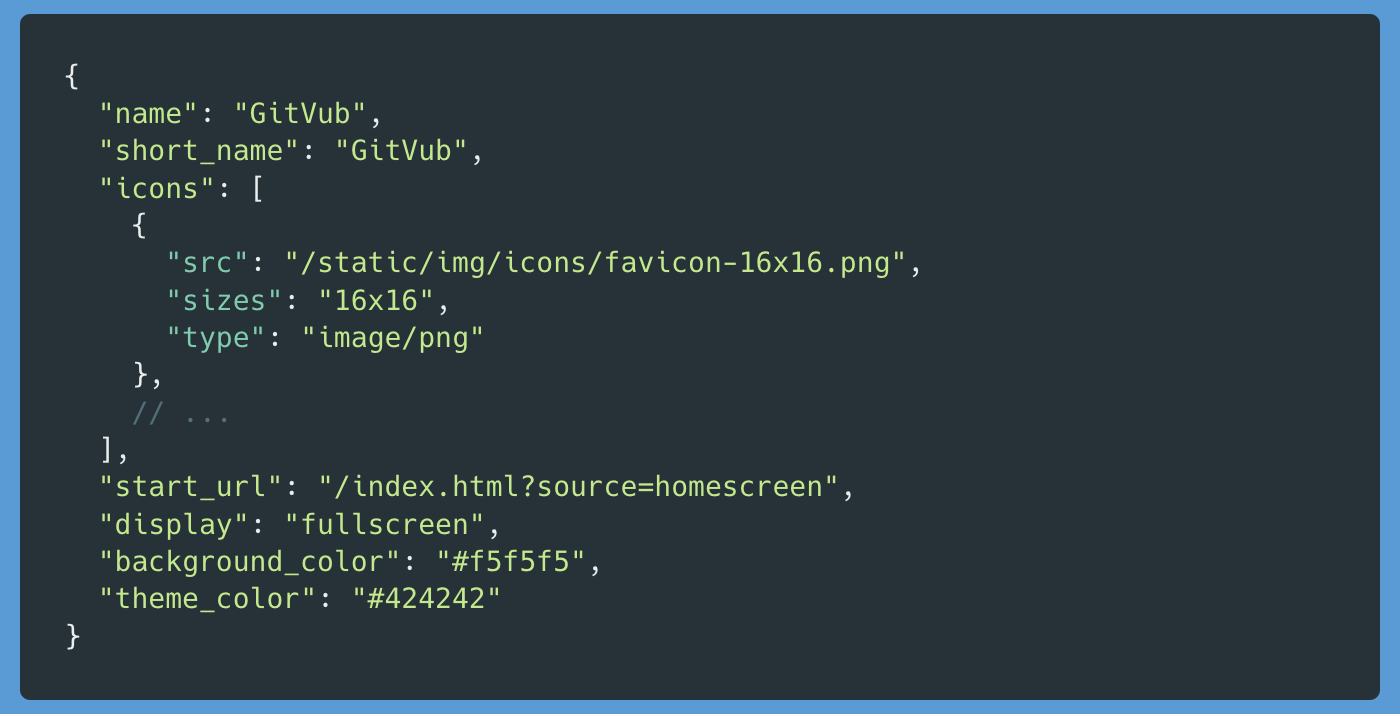 {
  "name": "GitVub",
  "short_name": "GitVub",
  "icons": [
    {
      "src": "/static/img/icons/favicon-16x16.png",
      "sizes": "16x16",
      "type": "image/png"
    },
    // ...
  ],
  "start_url": "/index.html?source=homescreen",
  "display": "fullscreen",
  "background_color": "#f5f5f5",
  "theme_color": "#424242"
}